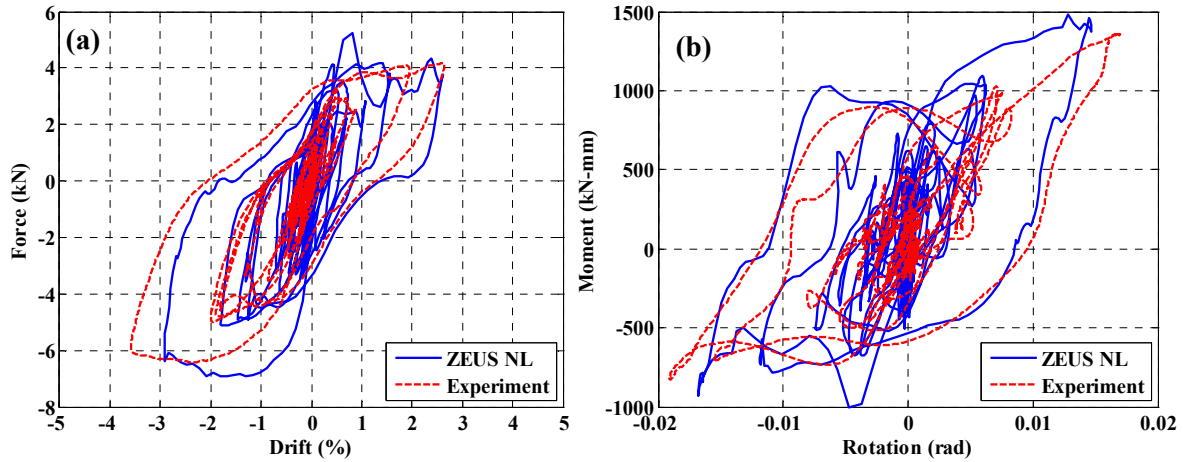 (a)
Force (kN)
6
4
2
0
-2
-4
-6
-8
-5 -4 -3 -2 -1 0 1 2 3 4 5
Drift (%)
ZEUS NL
Experiment
(b)
Moment (kN-mm)
1500
1000
500
0
-500
-1000
-0.02 -0.01 0 0.01 0.02
Rotation (rad)
ZEUS NL
Experiment